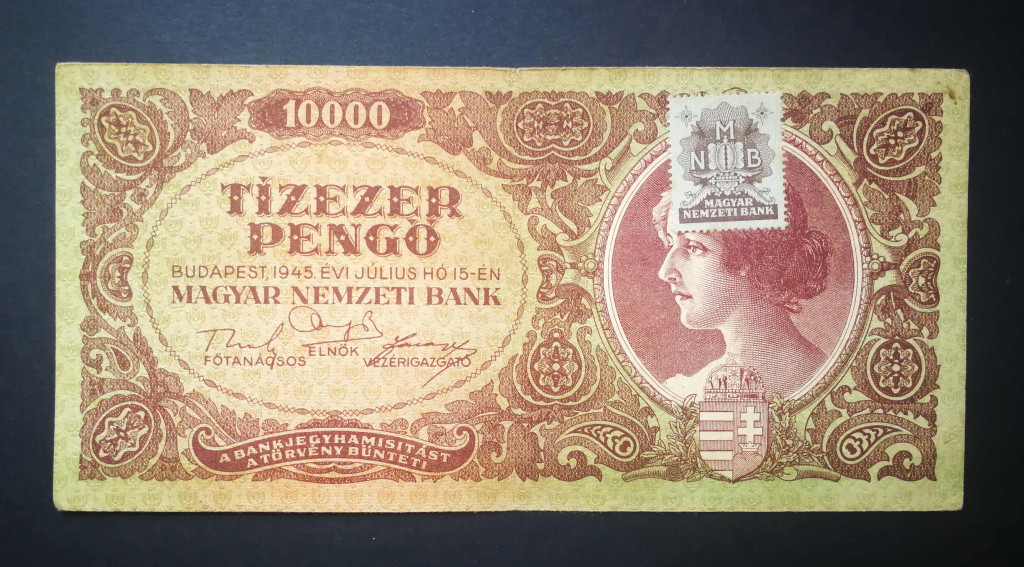 10000
TÍZEZER
PENGŐ
BUDAPEST, 1945. ÉVI JÚLIUS HÓ 15-ÉN
MAGYAR NEMZETI BANK
FŐTANÁCSOS
ELNÖK
VEZÉRIGAZGATÓ
A BANKJEGYHAMISITÁST
A TÖRVÉNY BÜNTETI
M
N B
MAGYAR
NEMZETI BANK